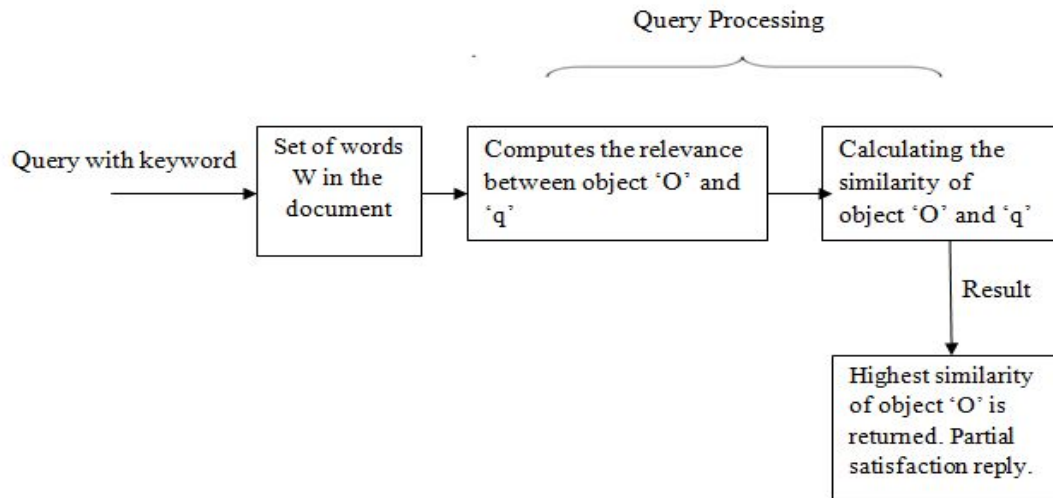 Query Processing
Query with keyword
Set of words
W in the
document
Computes the relevance
between object ‘O’ and
‘q’
Calculating the
similarity of
object ‘O’ and ‘q’
Result
Highest similarity
of object ‘O’ is
returned. Partial
satisfaction reply.